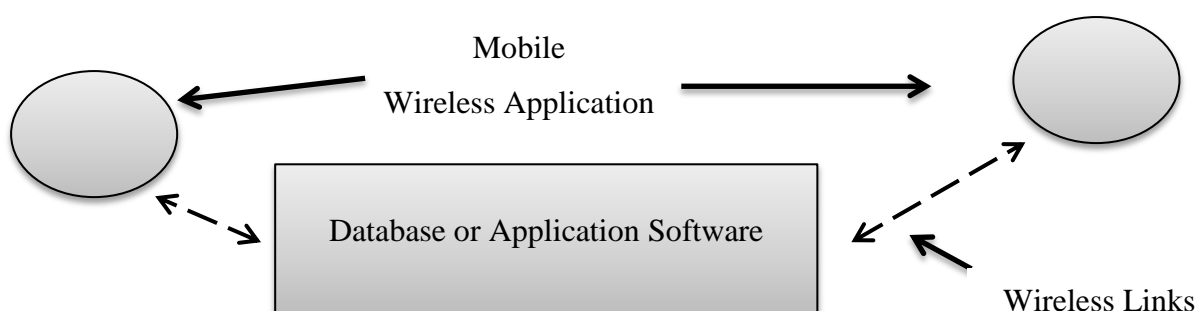 Mobile
Wireless Application
Database or Application Software
Wireless Links